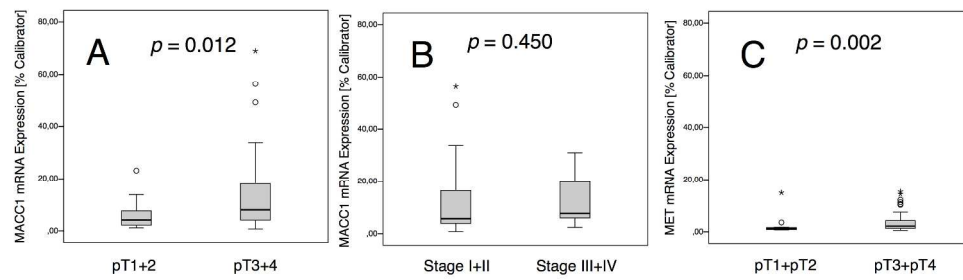 A
p = 0.012
MACC1 mRNA Expression [% Calibrator]
80,00
60,00
40,00
20,00
,00
pT1+2
pT3+4
B
p = 0.450
MACC1 mRNA Expression [% Calibrator]
80,00
60,00
40,00
20,00
,00
Stage I+II
Stage III+IV
C
p = 0.002
MET mRNA Expression [% Calibrator]
80,00
60,00
40,00
20,00
,00
pT1+pT2
pT3+pT4